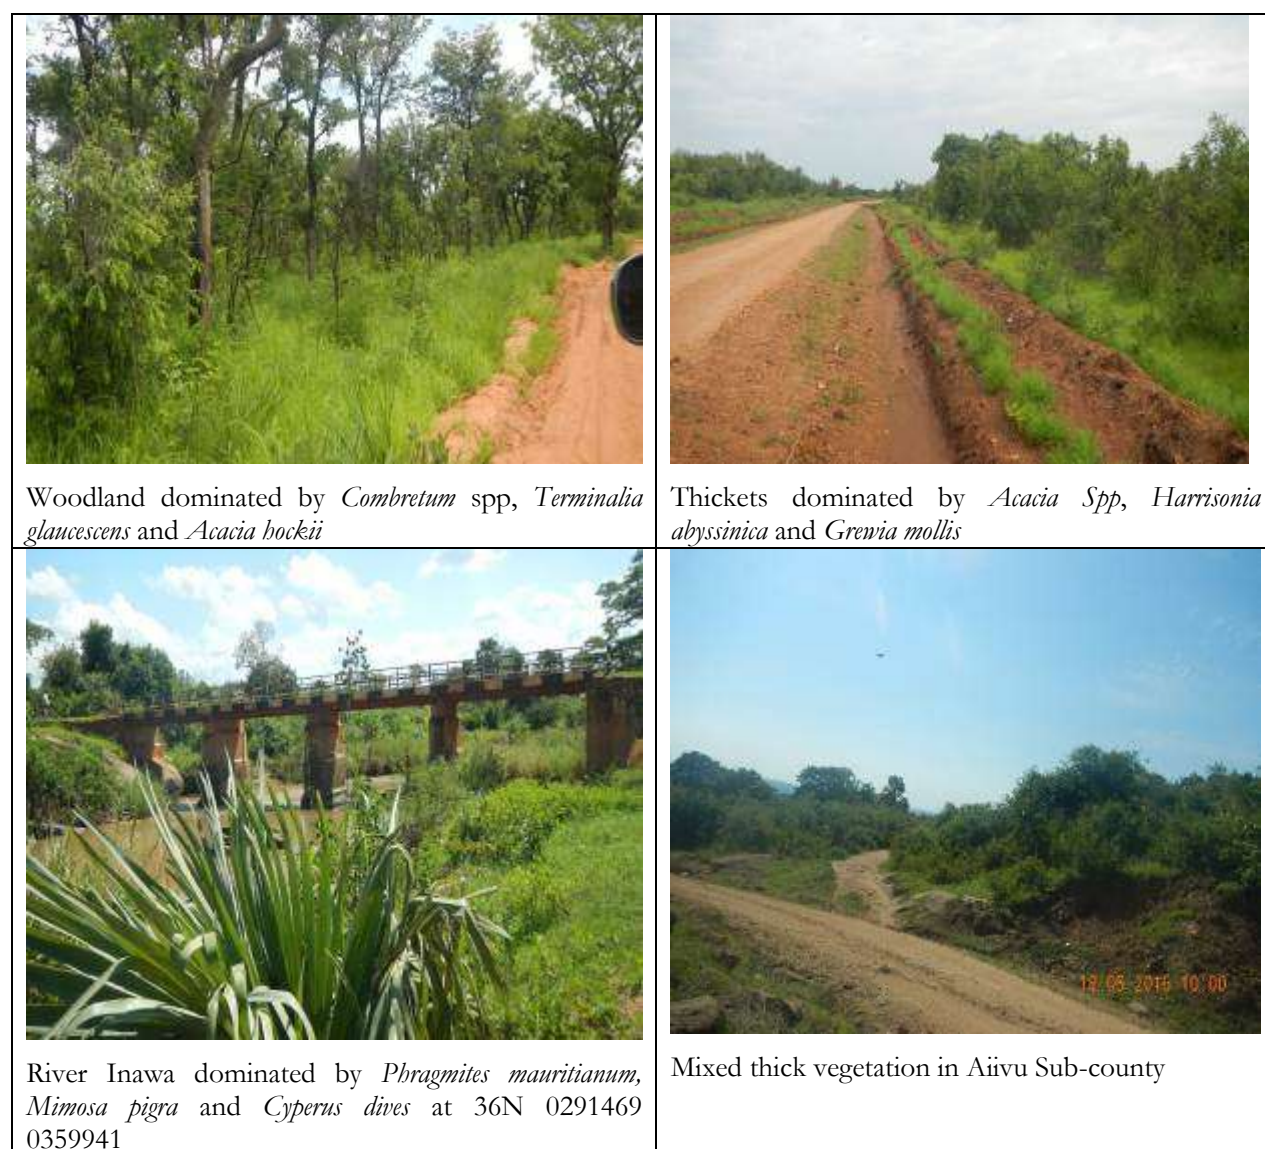 Woodland dominated by Combretum spp, Terminalia
glaucescens and Acacia hockii
Thickets dominated by Acacia Spp, Harrisonia
abyssinica and Grewia mollis
10:00
River Inawa dominated by Phragmites mauritianum,
Mimosa pigra and Cyperus dives at 36N 0291469
0359941
Mixed thick vegetation in Aiivu Sub-county